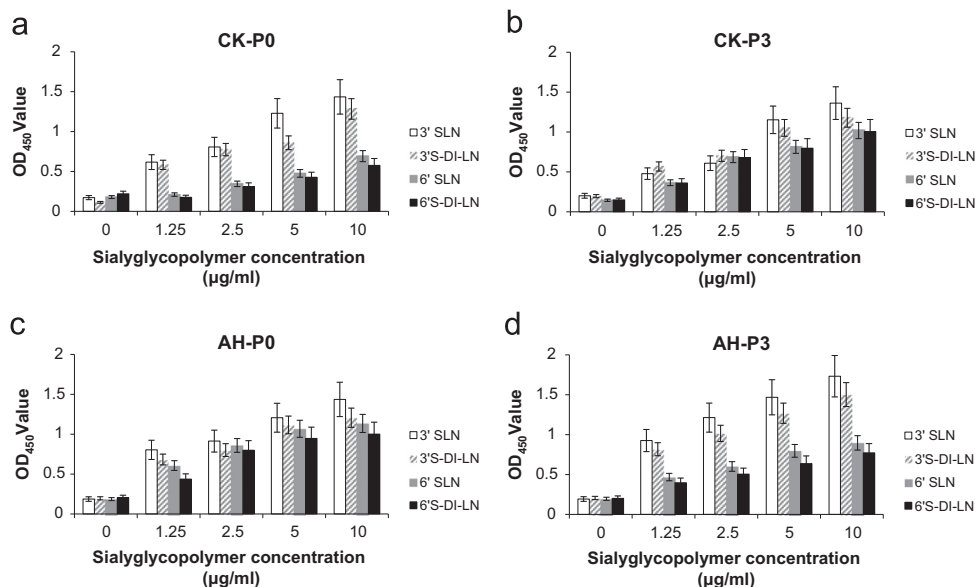 a
CK-P0
2
1.5
1
0.5
0
OD450 Value
0 1.25 2.5 5 10
Sialyglycopolymer concentration
(µg/ml)
3' SLN
3'S-DI-LN
6' SLN
6'S-DI-LN
b
CK-P3
2
1.5
1
0.5
0
OD450 Value
0 1.25 2.5 5 10
Sialyglycopolymer concentration
(µg/ml)
3' SLN
3'S-DI-LN
6' SLN
6'S-DI-LN
c
AH-P0
2
1.5
1
0.5
0
OD450 Value
0 1.25 2.5 5 10
Sialyglycopolymer concentration
(µg/ml)
3' SLN
3'S-DI-LN
6' SLN
6'S-DI-LN
d
AH-P3
2
1.5
1
0.5
0
OD450 Value
0 1.25 2.5 5 10
Sialyglycopolymer concentration
(µg/ml)
3' SLN
3'S-DI-LN
6' SLN
6'S-DI-LN